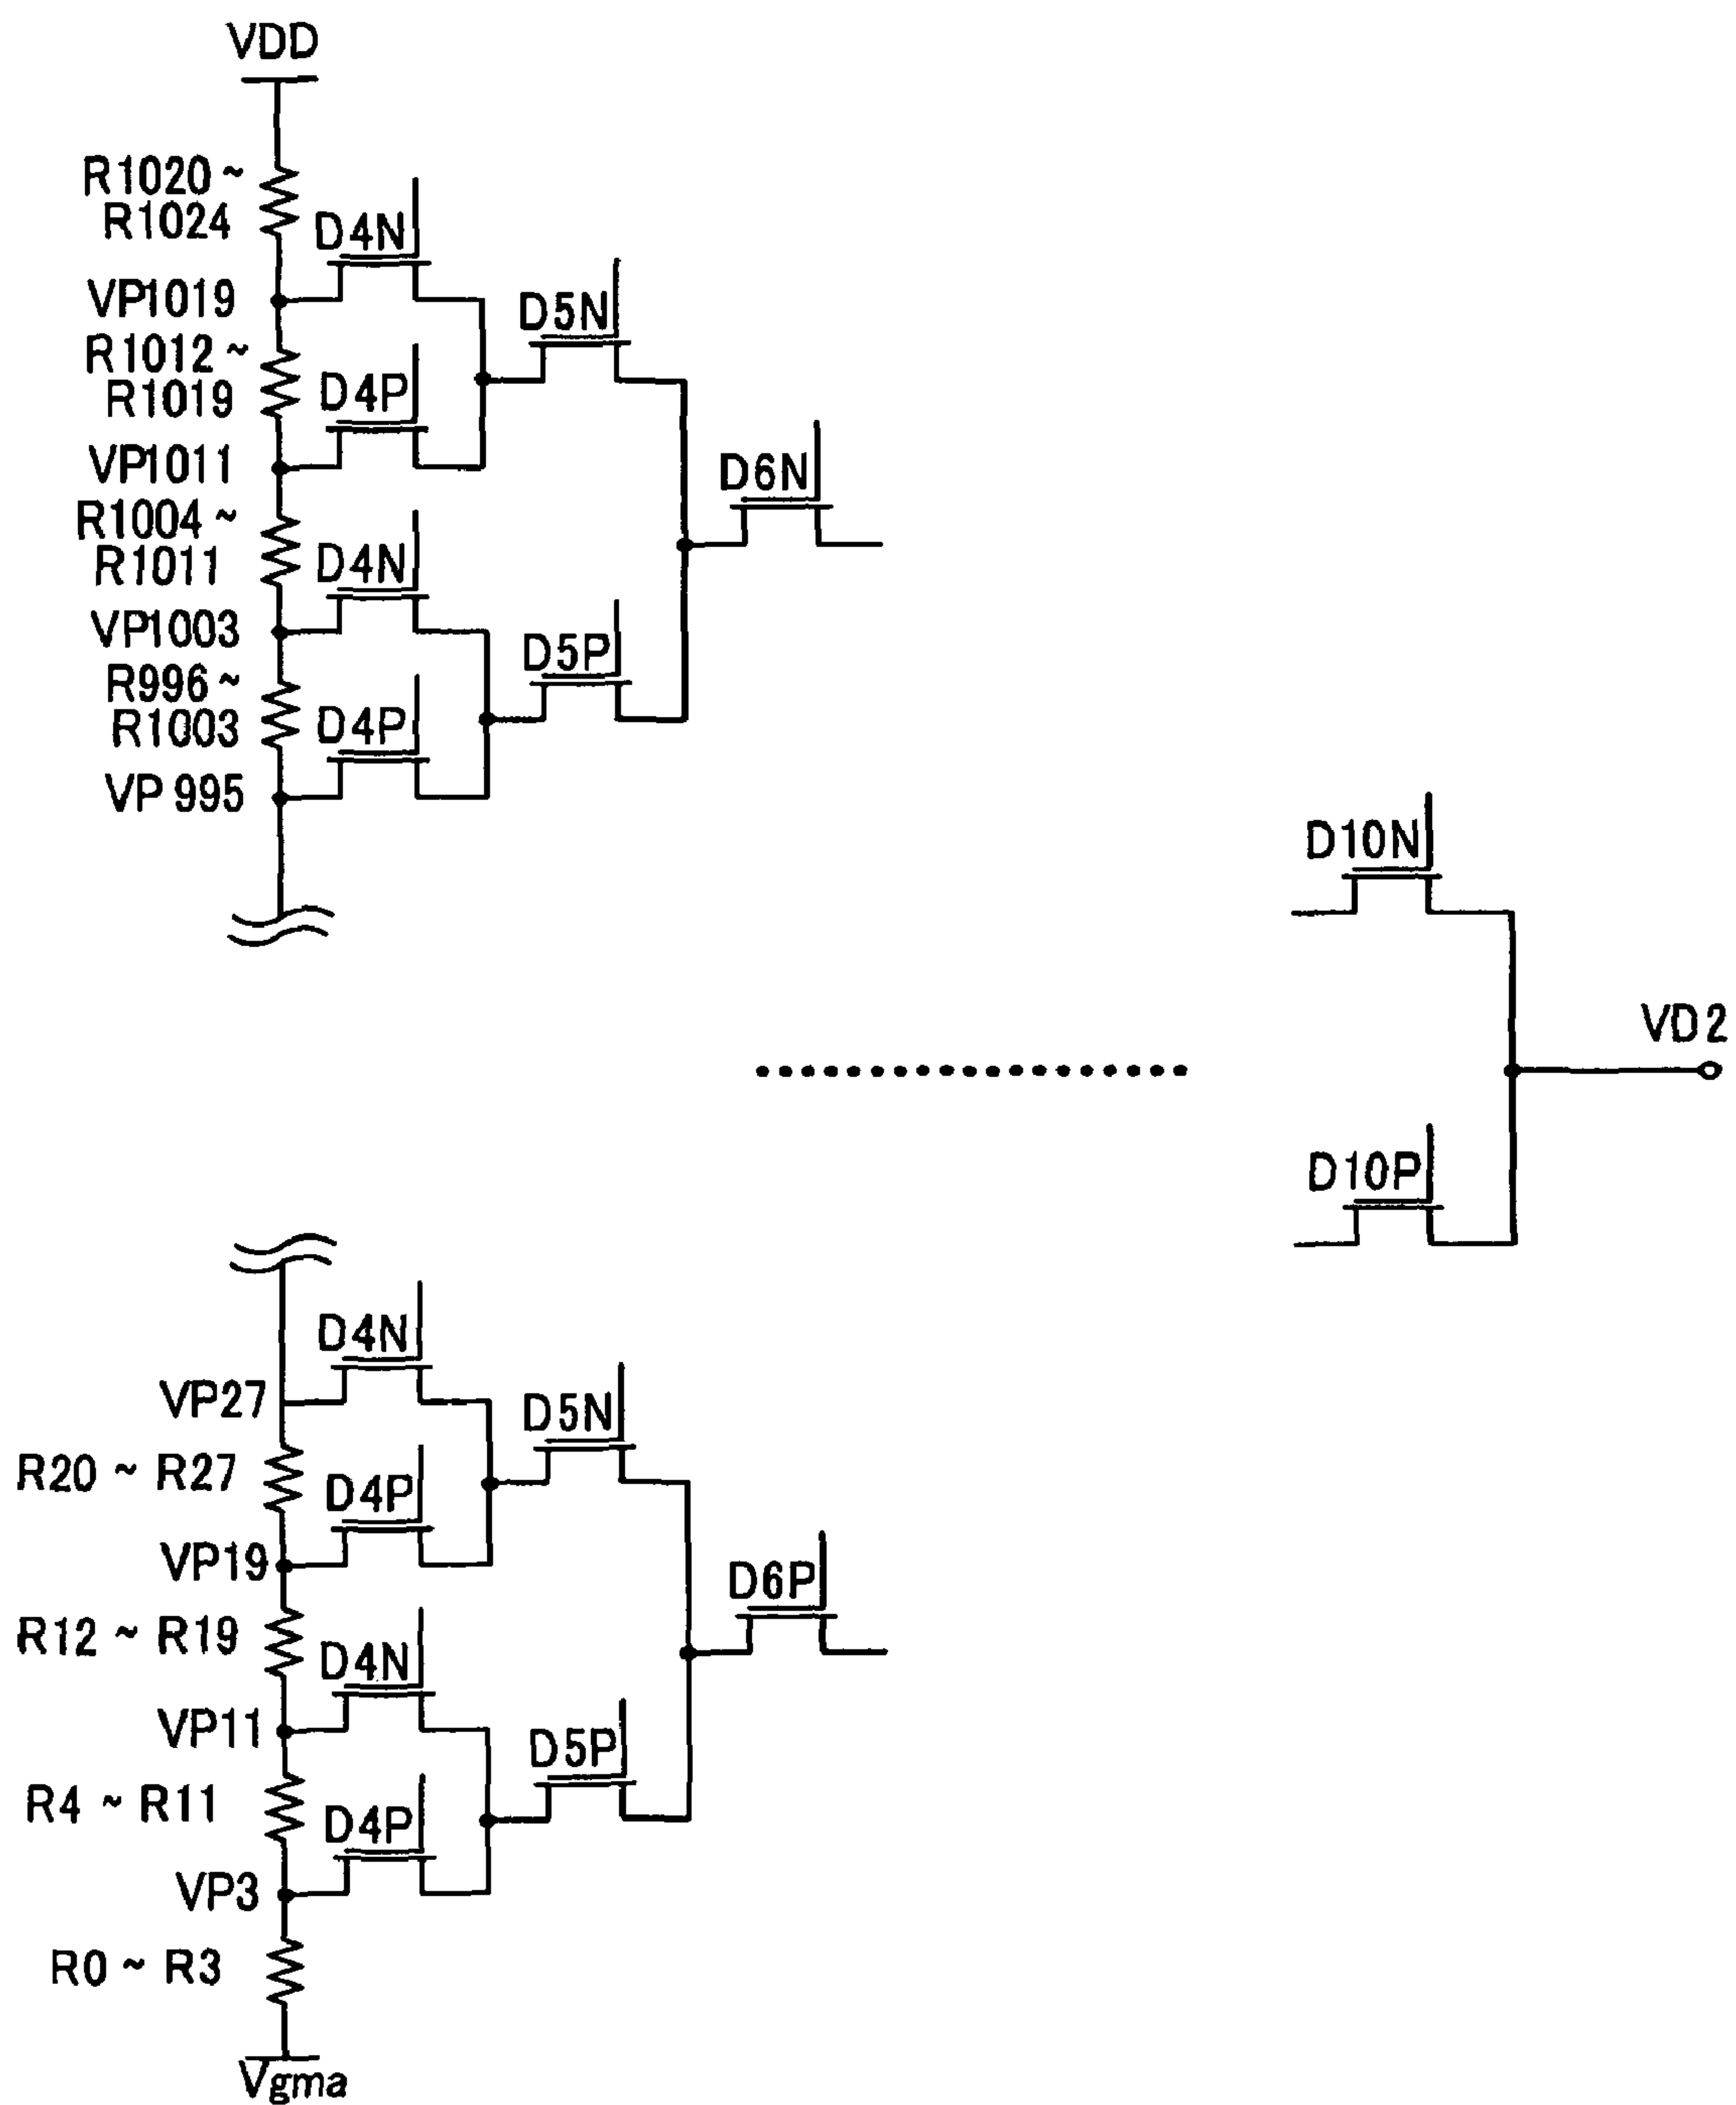 VDD
R1020~
R1024
D4N
VP1019
D5N
R1012~
R1019
D4P
VP1011
D6N
R1004~
R1011
D4N
VP1003
D5P
R996~
R1003
D4P
VP995
D10N
VD2
D10P
D4N
VP27
D5N
R20~R27
D4P
VP19
D6P
R12~R19
D4N
VP11
D5P
R4~R11
D4P
VP3
R0~R3
Vgma